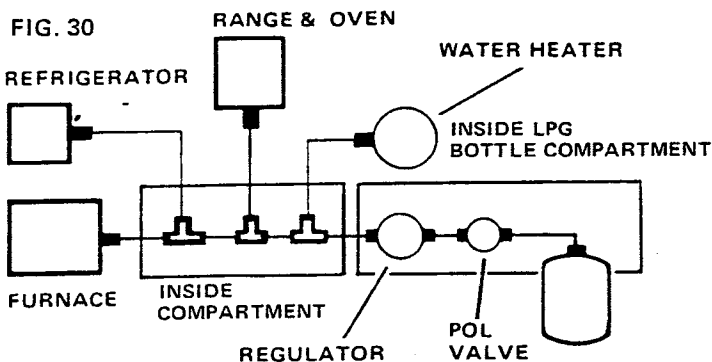 FIG. 30
RANGE & OVEN
WATER HEATER
REFRIGERATOR
INSIDE LPG
BOTTLE COMPARTMENT
FURNACE
INSIDE
COMPARTMENT
REGULATOR
POL
VALVE